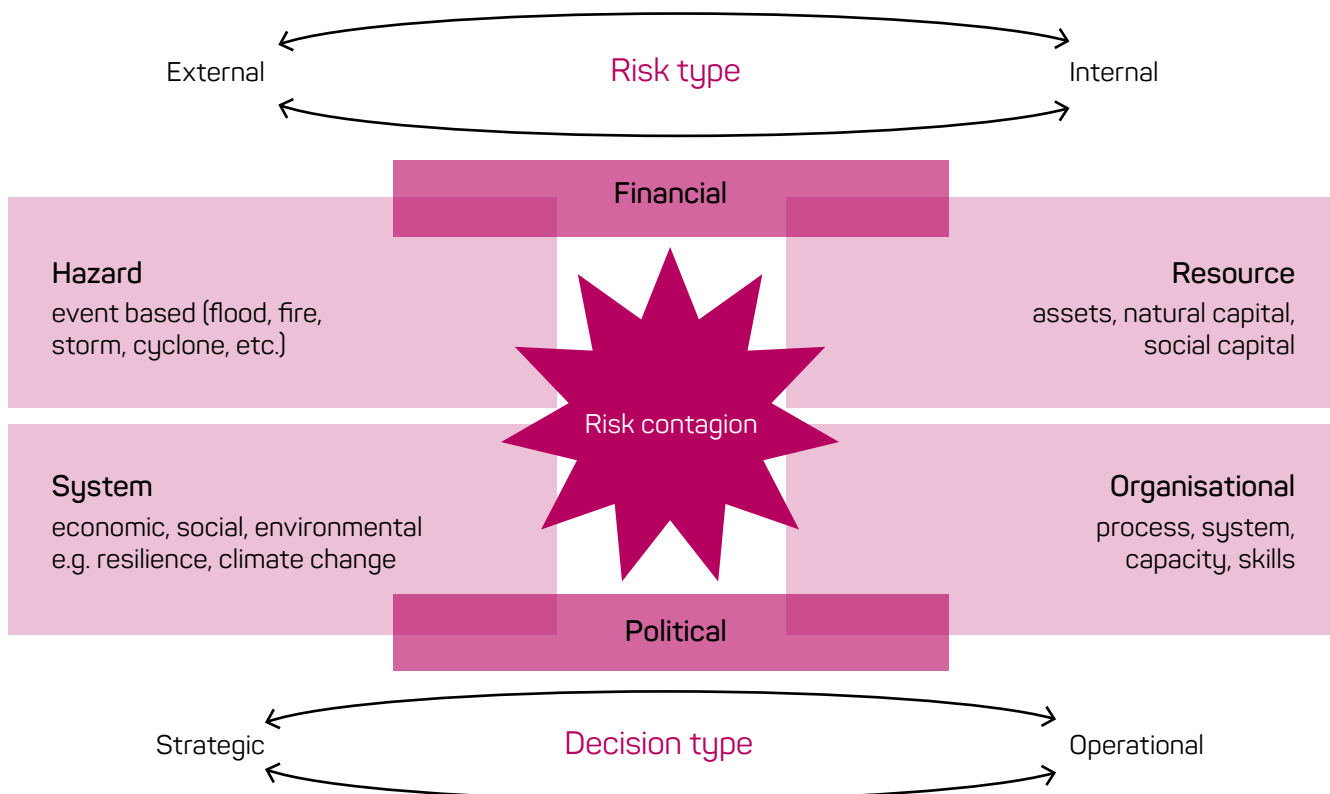 External
Risk type
Internal
Financial
Hazard
event based (flood, fire,
storm, cyclone, etc.)
Resource
assets, natural capital,
social capital
Risk contagion
System
economic, social, environmental
e.g. resilience, climate change
Organisational
process, system,
capacity, skills
Political
Strategic
Decision type
Operational